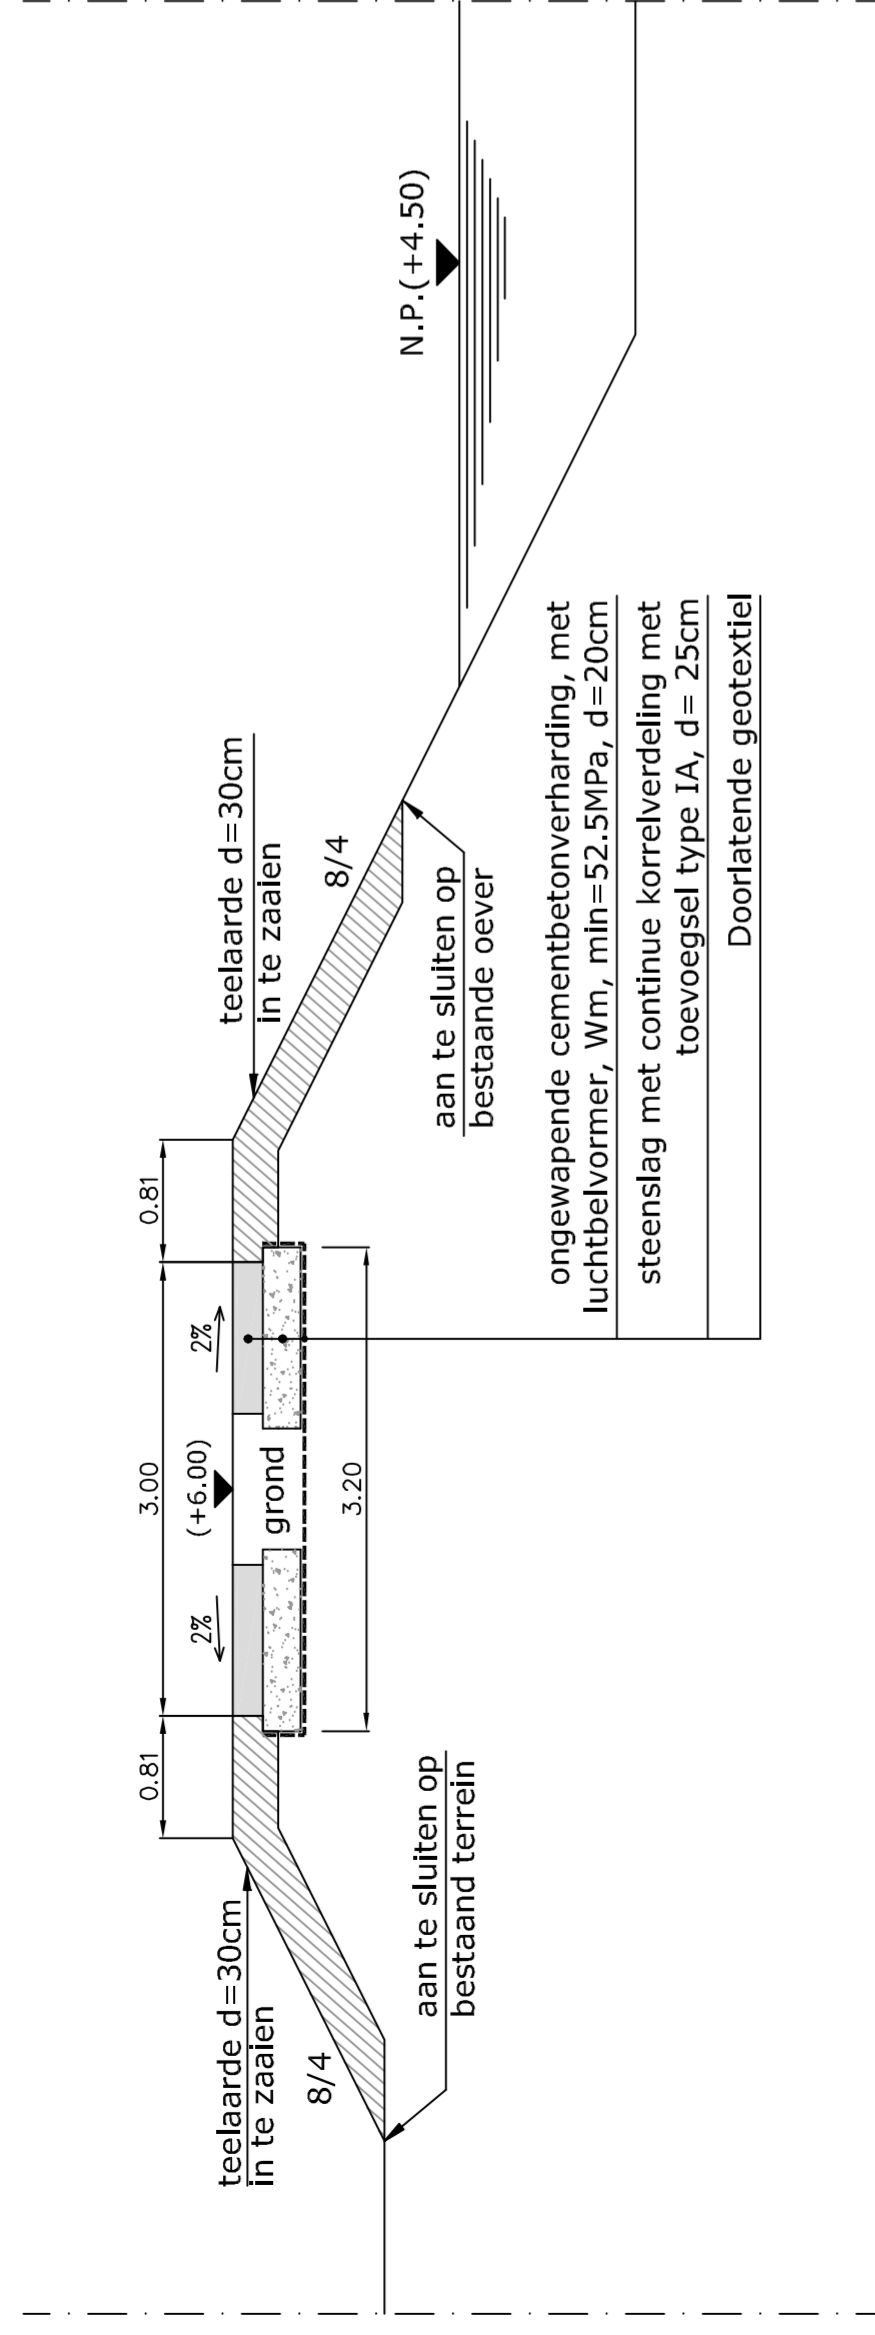 0.81
3.00
0.81
teelaarde d=30cm
in te zaaien
2%
(+6.00)
2%
teelaarde d=30cm
in te zaaien
N.P.(+4.50)
8/4
grond
8/4
3.20
aan te sluiten op
bestaand terrein
aan te sluiten op
bestaande oever
ongewapende cementbetonverharding, met
luchtbelvormer, Wm, min=52.5MPa, d=20cm
steenslag met continue korrelverdeling met
toevoegsel type IA, d= 25cm
Doorlatende geotextiel